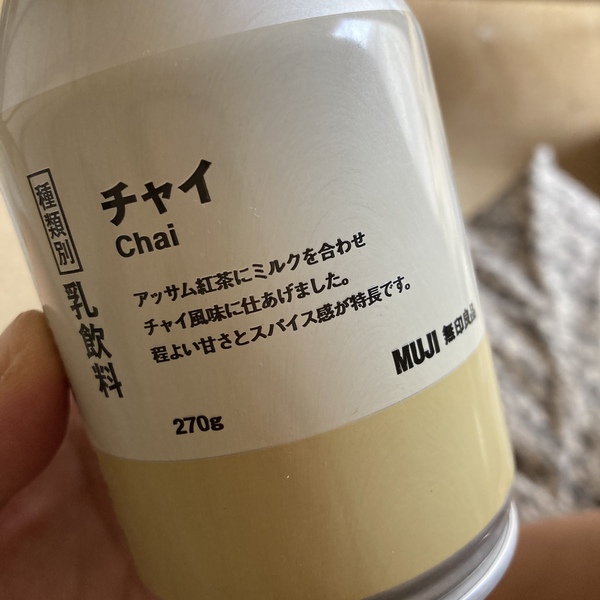 種類別
乳飲料
チャイ
Chai
アッサム紅茶にミルクを合わせ
チャイ風味に仕あげました。
程よい甘さとスパイス感が特長です。
MUJI 無印良品
270g